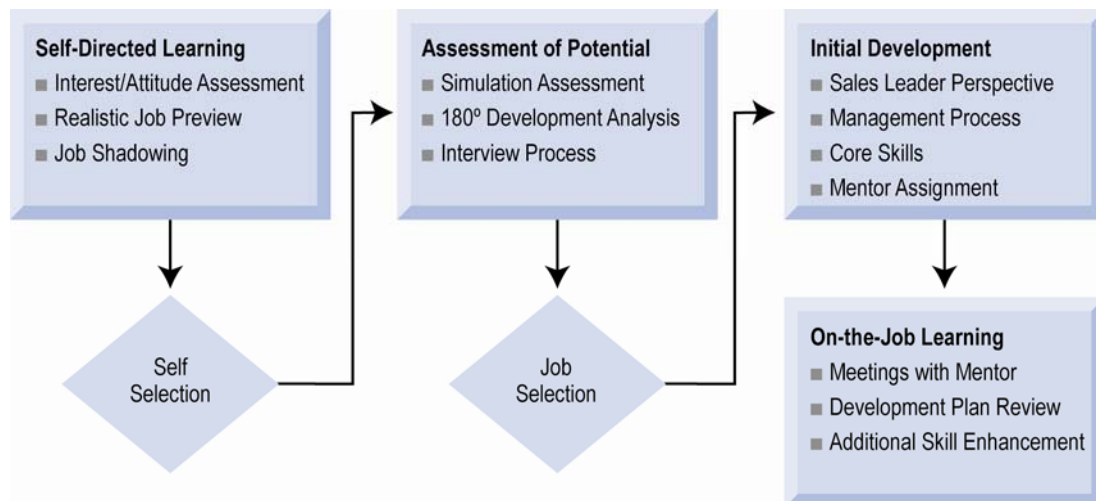 Self-Directed Learning
Interest/Attitude Assessment
Realistic Job Preview
Job Shadowing
Self
Selection
Assessment of Potential
Simulation Assessment
180º Development Analysis
Interview Process
Job
Selection
Initial Development
Sales Leader Perspective
Management Process
Core Skills
Mentor Assignment
On-the-Job Learning
Meetings with Mentor
Development Plan Review
Additional Skill Enhancement